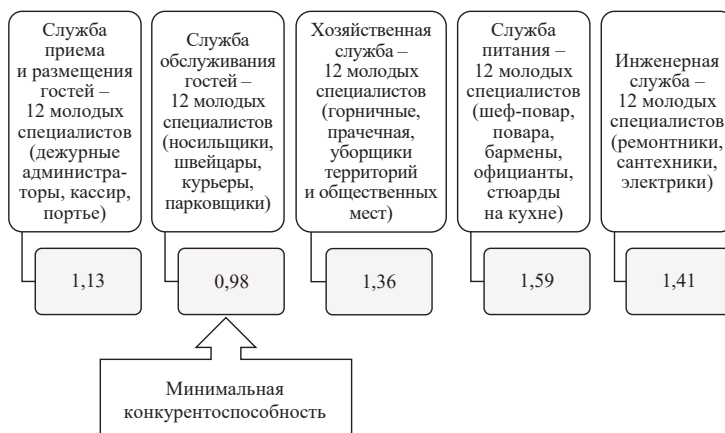 Служба
приема
и размещения
гостей –
12 молодых
специалистов
(дежурные
администра-
торы, кассир,
портье)
Служба
обслуживания
гостей –
12 молодых
специалистов
(носильщики,
швейцары,
курьеры,
парковщики)
Хозяйственная
служба –
12 молодых
специалистов
(горничные,
прачечная,
уборщики
территорий
и общественных
мест)
Служба
питания –
12 молодых
специалистов
(шеф-повар,
повара,
бармены,
официанты,
стюарды
на кухне)
Инженерная
служба –
12 молодых
специалистов
(ремонтники,
сантехники,
электрики)
1,13
0,98
1,36
1,59
1,41
Минимальная
конкурентоспособность